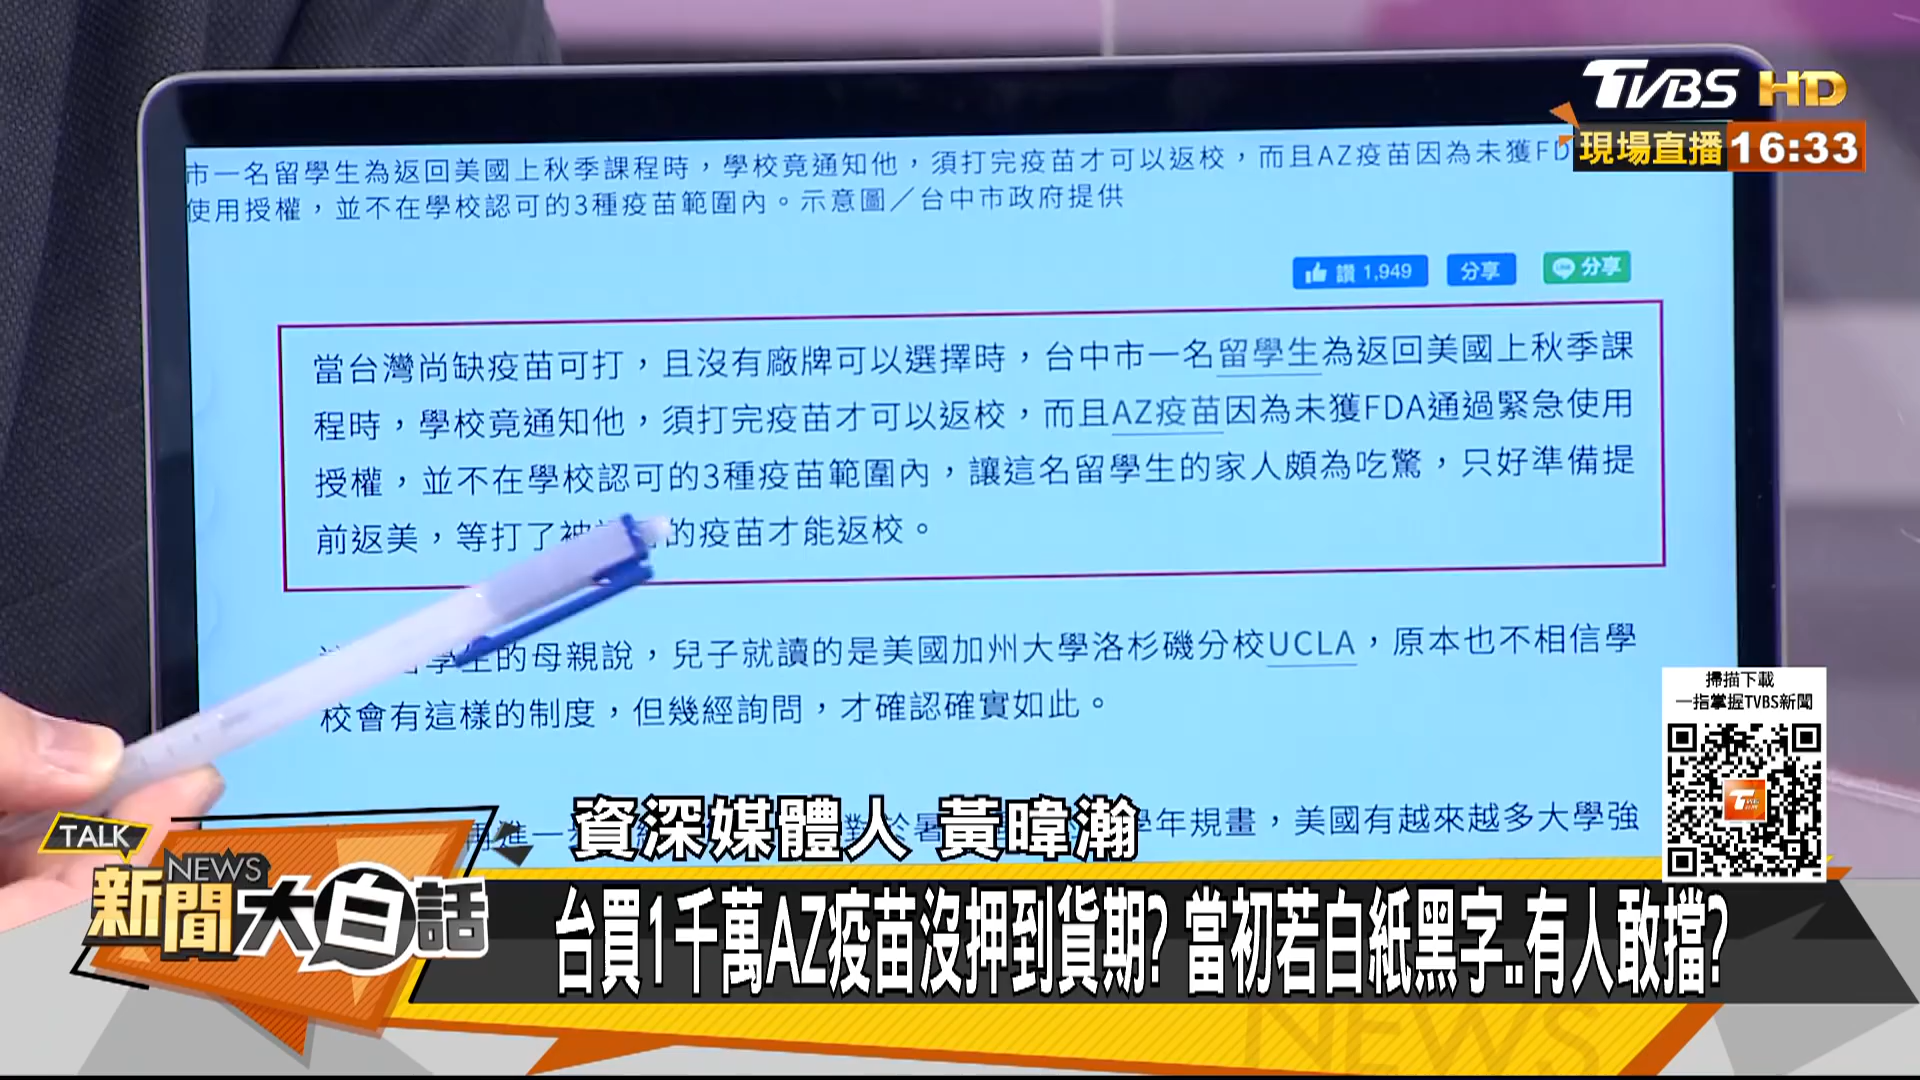 TVBS HD
現場直播 16:33
市一名留學生為返回美國上秋季課程時，學校竟通知他，須打完疫苗才可以返校，而且AZ疫苗因為未獲FD
使用授權，並不在學校認可的3種疫苗範圍內。示意圖／台中市政府提供
讚 1,949 分享 分享
當台灣尚缺疫苗可打，且沒有廠牌可以選擇時，台中市一名留學生為返回美國上秋季課
程時，學校竟通知他，須打完疫苗才可以返校，而且AZ疫苗因為未獲FDA通過緊急使用
授權，並不在學校認可的3種疫苗範圍內，讓這名留學生的家人頗為吃驚，只好準備提
前返美，等打了被 的疫苗才能返校。
學生的母親說，兒子就讀的是美國加州大學洛杉磯分校UCLA，原本也不相信學
校會有這樣的制度，但幾經詢問，才確認確實如此。
掃描下載
一指掌握TVBS新聞
學年規畫，美國有越來越多大學強
資深媒體人 黃暐瀚
TALK
NEWS
新聞大白話
台買1千萬AZ疫苗沒押到貨期? 當初若白紙黑字..有人敢擋?
NEWS